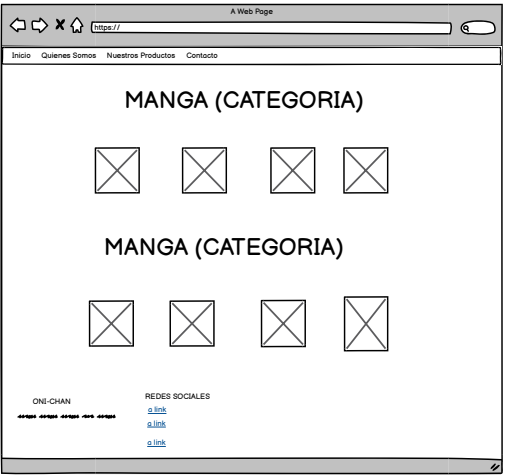 A Web Page
https://
Inicio Quienes Somos Nuestros Productos Contacto
MANGA (CATEGORIA)
MANGA (CATEGORIA)
ONI-CHAN
REDES SOCIALES
a link
a link
a link